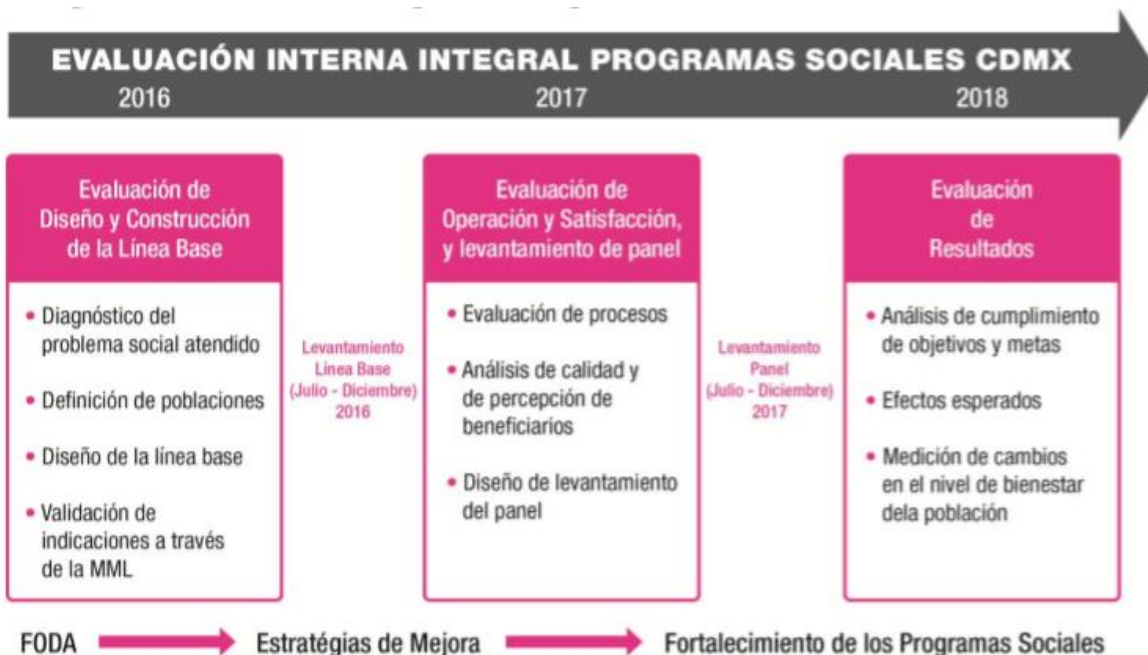 EVALUACIÓN INTERNA INTEGRAL PROGRAMAS SOCIALES CDMX
2016
2017
2018
Evaluación de
Diseño y Construcción
de la Línea Base
• Diagnóstico del
problema social atendido
• Definición de poblaciones
• Diseño de la línea base
• Validación de
indicaciones a través
de la MML
Levantamiento
Línea Base
(Julio - Diciembre)
2016
Evaluación de
Operación y Satisfacción,
y levantamiento de panel
• Evaluación de procesos
• Análisis de calidad y
de percepción de
beneficiarios
• Diseño de levantamiento
del panel
Levantamiento
Panel
(Julio - Diciembre)
2017
Evaluación
de
Resultados
• Análisis de cumplimiento
de objetivos y metas
• Efectos esperados
• Medición de cambios
en el nivel de bienestar
dela población
FODA
Estratégias de Mejora
Fortalecimiento de los Programas Sociales